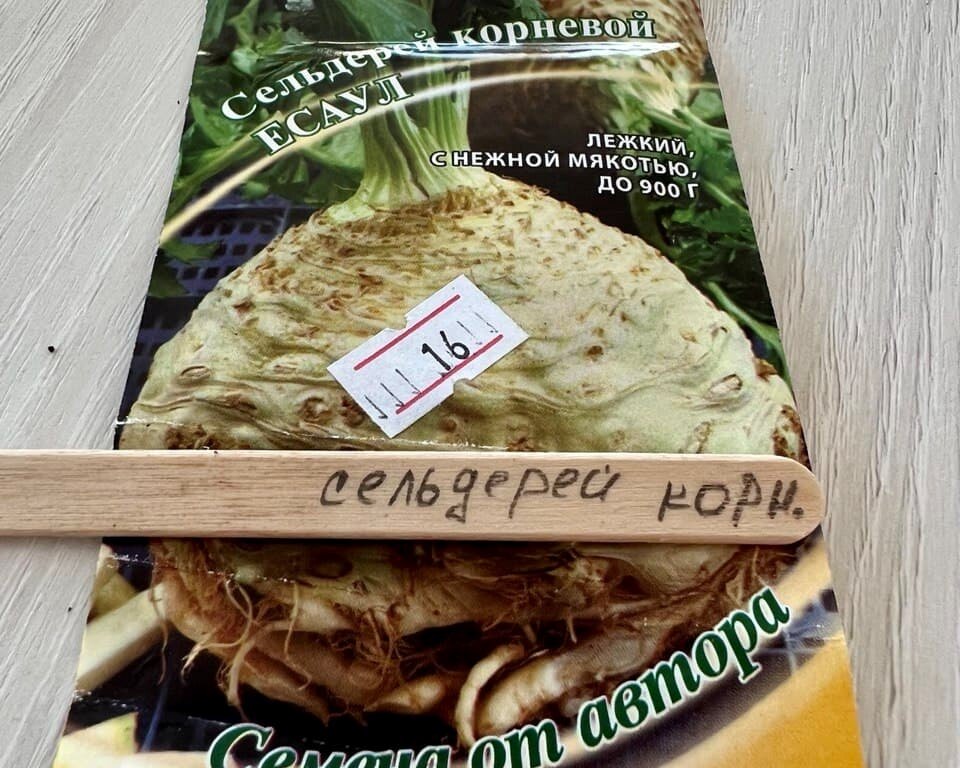 Сельдерей корневой
ЕСАУЛ
ЛЕЖКИЙ,
С НЕЖНОЙ МЯКОТЬЮ,
ДО 900 Г
16
сельдерей корн.
Семена от автора